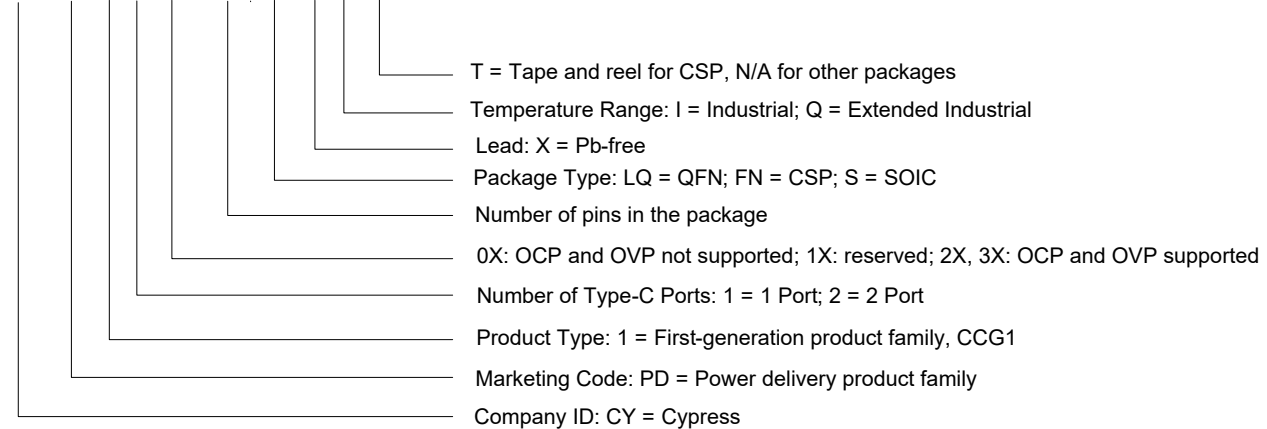 T = Tape and reel for CSP, N/A for other packages
Temperature Range: I = Industrial; Q = Extended Industrial
Lead: X = Pb-free
Package Type: LQ = QFN; FN = CSP; S = SOIC
Number of pins in the package
0X: OCP and OVP not supported; 1X: reserved; 2X, 3X: OCP and OVP supported
Number of Type-C Ports: 1 = 1 Port; 2 = 2 Port
Product Type: 1 = First-generation product family, CCG1
Marketing Code: PD = Power delivery product family
Company ID: CY = Cypress